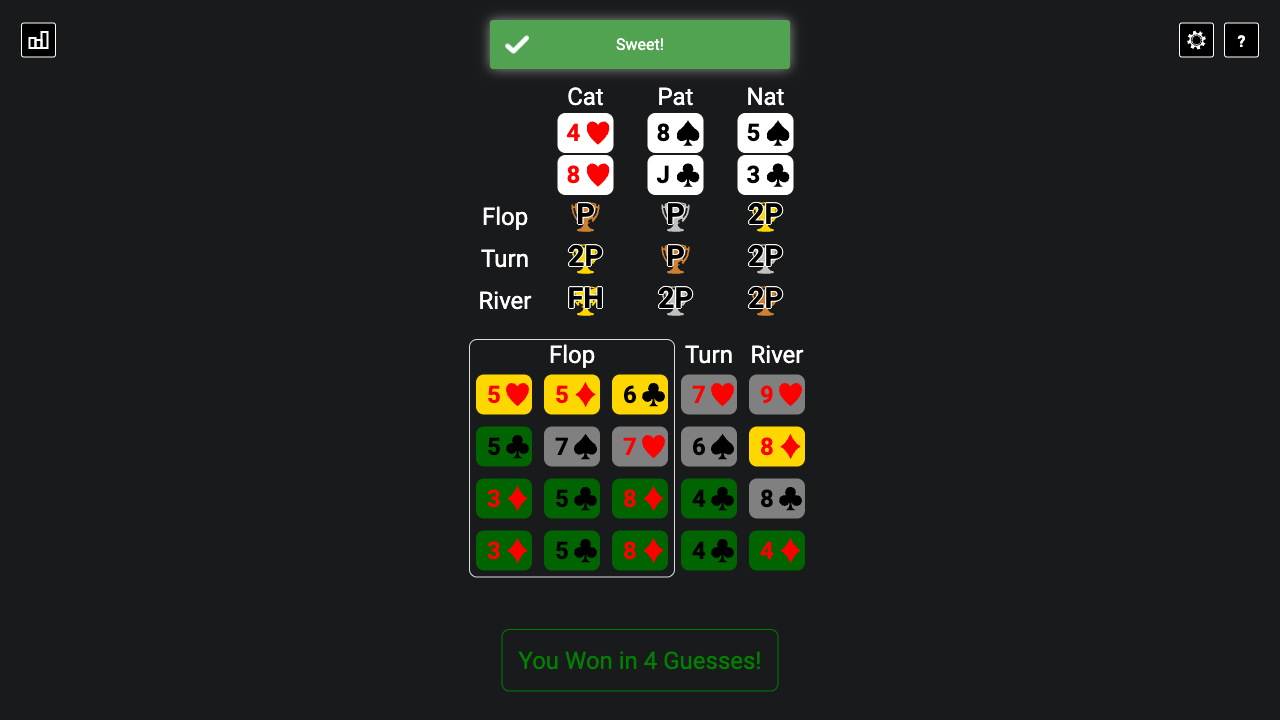 Sweet!
?
Cat Pat Nat
4 8 5
8 J 3
Flop P P 2P
Turn 2P P 2P
River FH 2P 2P
Flop Turn River
5 5 6 7 9
5 7 7 6 8
3 5 8 4 8
3 5 8 4 4
You Won in 4 Guesses!